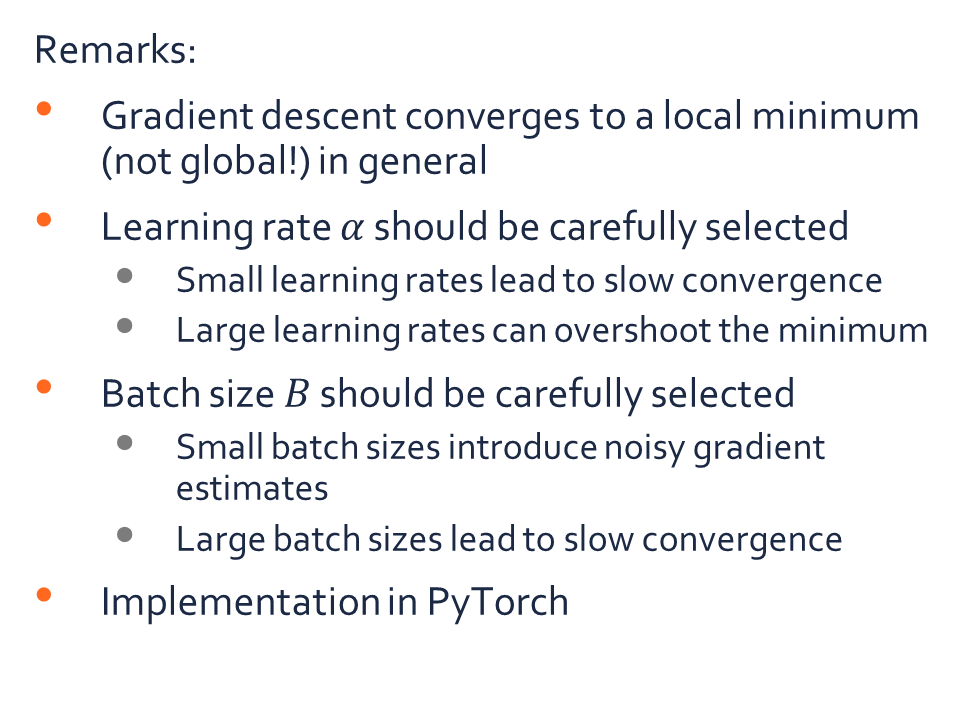 Remarks:
• Gradient descent converges to a local minimum
(not global!) in general
• Learning rate 𝛼 should be carefully selected
• Small learning rates lead to slow convergence
• Large learning rates can overshoot the minimum
• Batch size 𝐵 should be carefully selected
• Small batch sizes introduce noisy gradient
estimates
• Large batch sizes lead to slow convergence
• Implementation in PyTorch